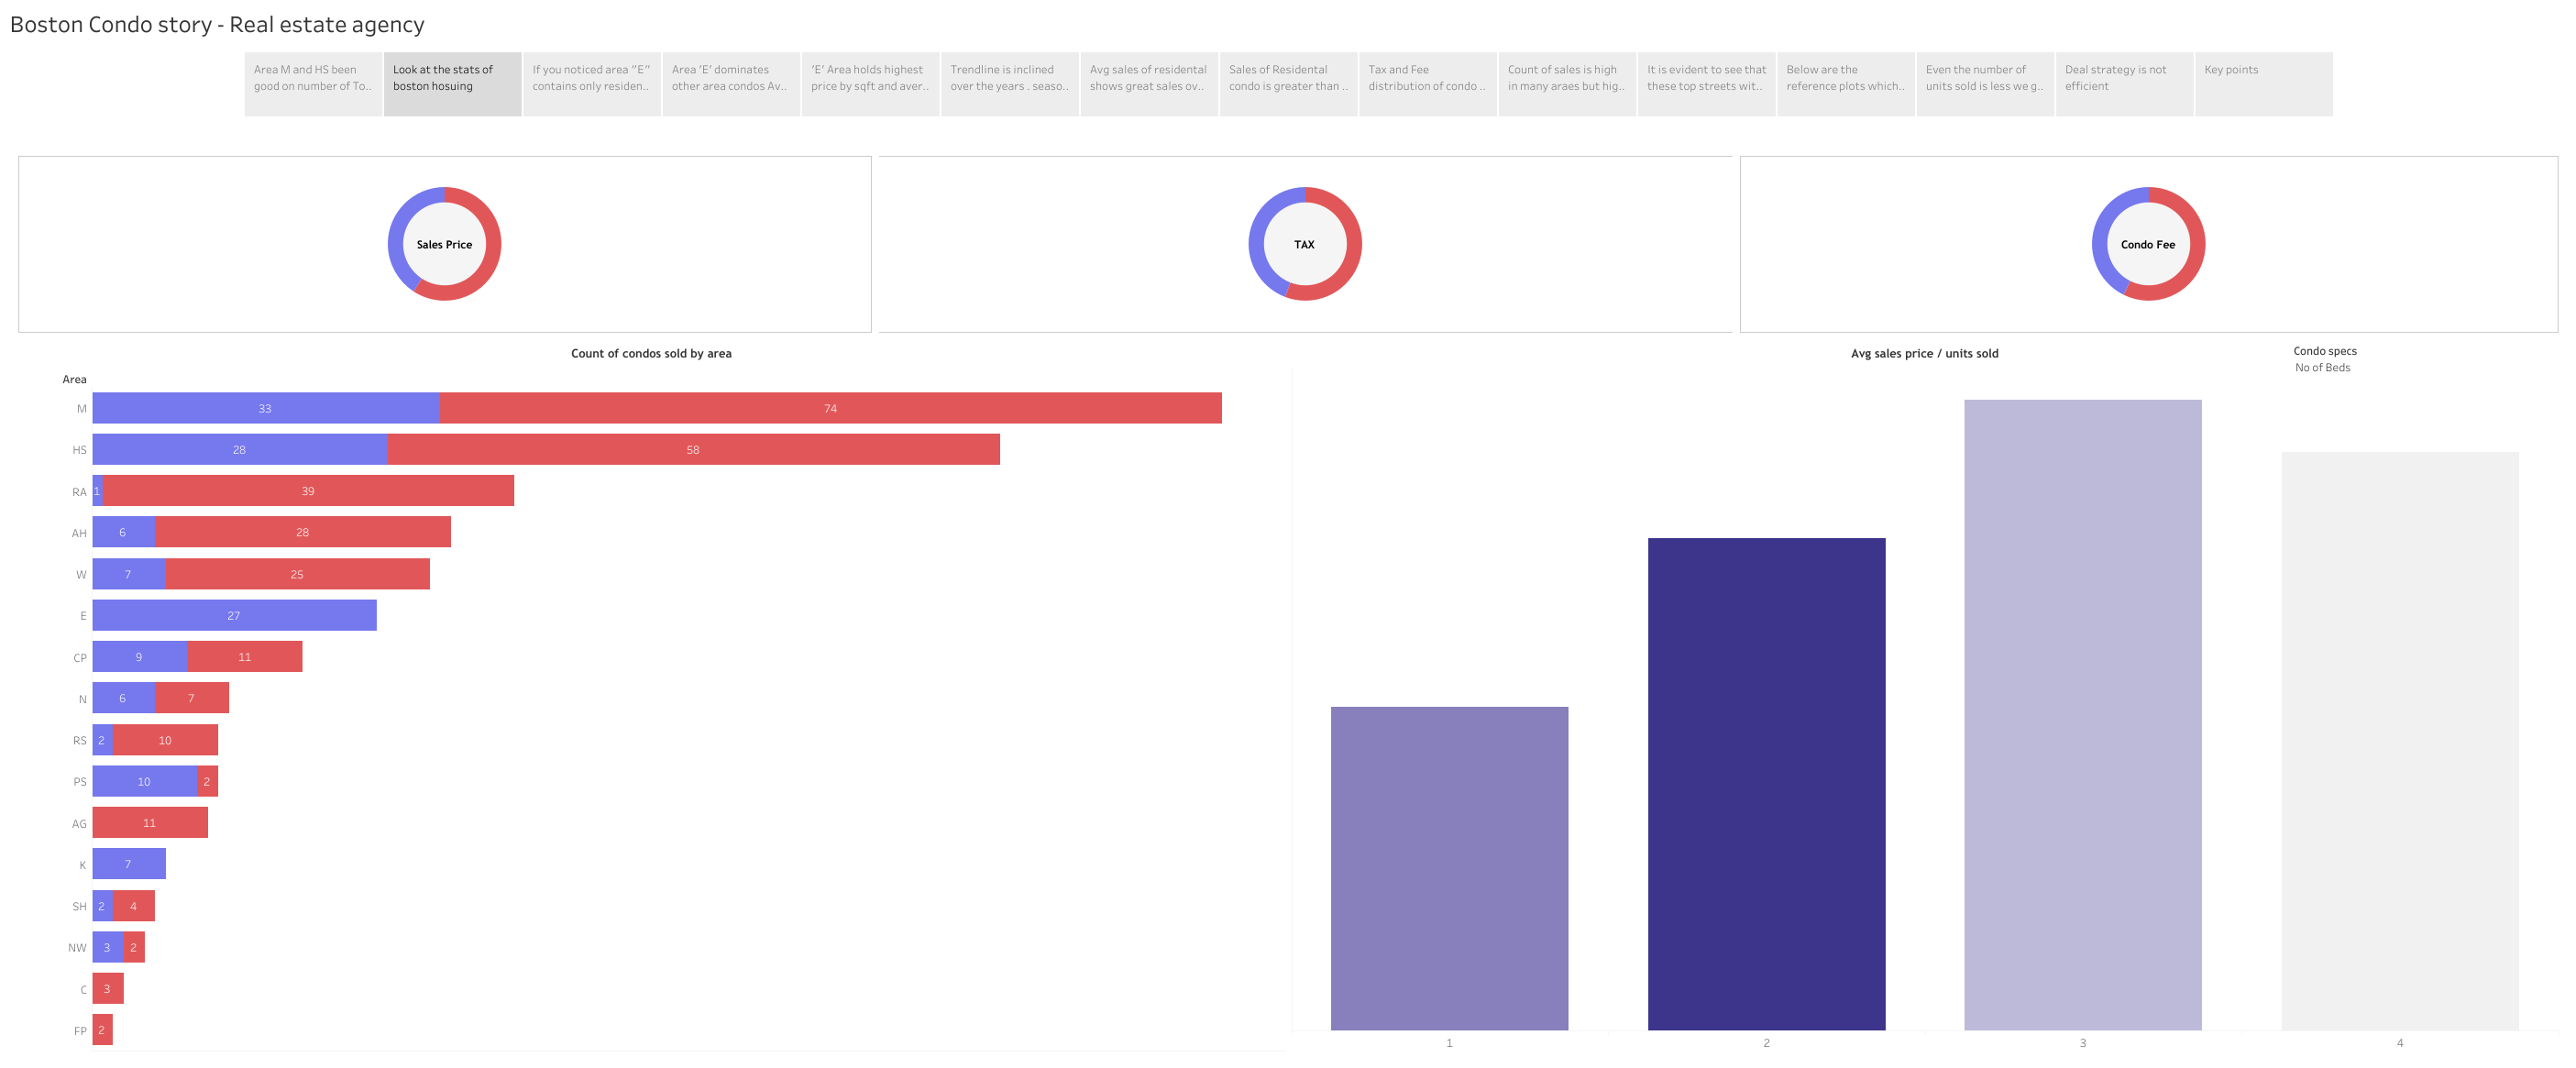 Boston Condo story - Real estate agency
Area M and HS been
good on number of To..
Look at the stats of
boston hosuing
If you noticed area "E"
contains only residen..
Area 'E' dominates
other area condos Av..
'E' Area holds highest
price by sqft and aver..
Trendline is inclined
over the years . seaso..
Avg sales of residental
shows great sales ov..
Sales of Residental
condo is greater than ..
Tax and Fee
distribution of condo ..
Count of sales is high
in many araes but hig..
It is evident to see that
these top streets wit..
Below are the
reference plots which..
Even the number of
units sold is less we g..
Deal strategy is not
efficient
Key points
Sales Price
TAX
Condo Fee
Count of condos sold by area
Area
M 33 74
HS 28 58
RA 1 39
AH 6 28
W 7 25
E 27
CP 9 11
N 6 7
RS 2 10
PS 10 2
AG 11
K 7
SH 2 4
NW 3 2
C 3
FP 2
Avg sales price / units sold
Condo specs
No of Beds
1 2 3 4